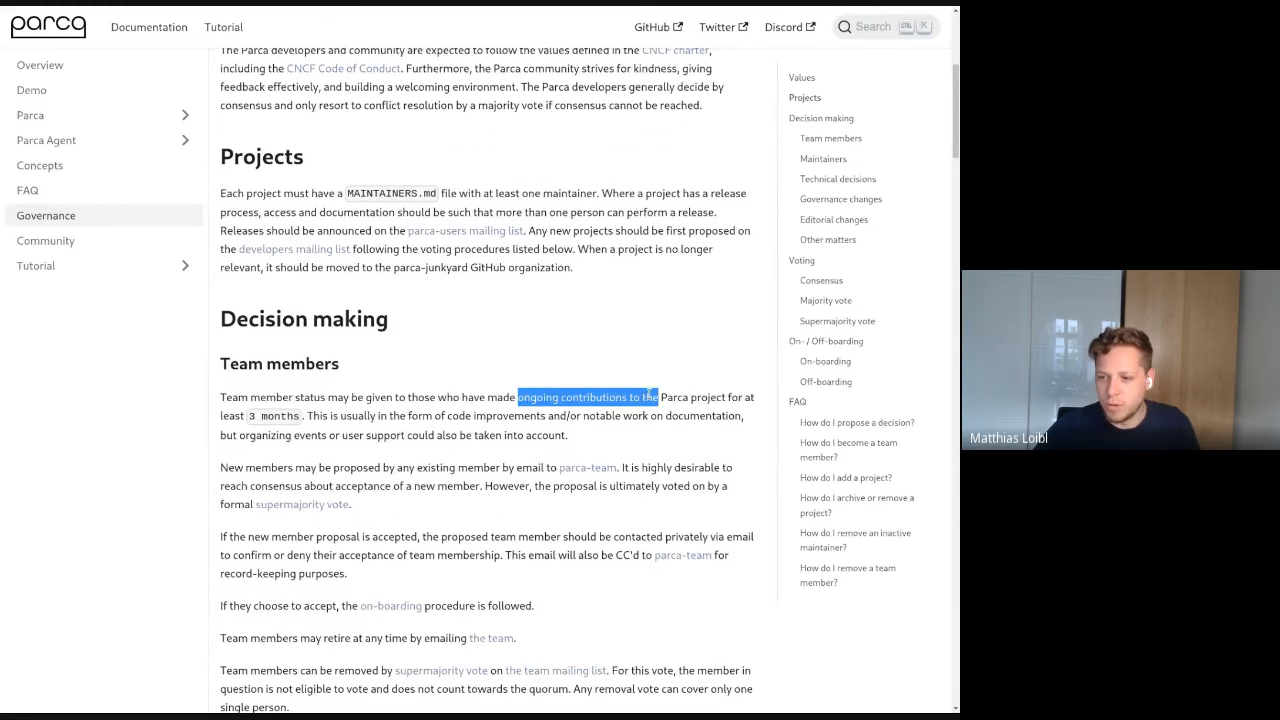 parca
Documentation
Tutorial
GitHub
Twitter
Discord
Search
CTRL
K
Overview
Demo
Parca
Parca Agent
Concepts
FAQ
Governance
Community
Tutorial
The Parca developers and community are expected to follow the values defined in the CNCF charter,
including the CNCF Code of Conduct. Furthermore, the Parca community strives for kindness, giving
feedback effectively, and building a welcoming environment. The Parca developers generally decide by
consensus and only resort to conflict resolution by a majority vote if consensus cannot be reached.
Projects
Each project must have a MAINTAINERS.md file with at least one maintainer. Where a project has a release
process, access and documentation should be such that more than one person can perform a release.
Releases should be announced on the parca-users mailing list. Any new projects should be first proposed on
the developers mailing list following the voting procedures listed below. When a project is no longer
relevant, it should be moved to the parca-junkyard GitHub organization.
Decision making
Team members
Team member status may be given to those who have made ongoing contributions to the Parca project for at
least 3 months. This is usually in the form of code improvements and/or notable work on documentation,
but organizing events or user support could also be taken into account.
New members may be proposed by any existing member by email to parca-team. It is highly desirable to
reach consensus about acceptance of a new member. However, the proposal is ultimately voted on by a
formal supermajority vote.
If the new member proposal is accepted, the proposed team member should be contacted privately via email
to confirm or deny their acceptance of team membership. This email will also be CC'd to parca-team for
record-keeping purposes.
If they choose to accept, the on-boarding procedure is followed.
Team members may retire at any time by emailing the team.
Team members can be removed by supermajority vote on the team mailing list. For this vote, the member in
question is not eligible to vote and does not count towards the quorum. Any removal vote can cover only one
single person.
Values
Projects
Decision making
Team members
Maintainers
Technical decisions
Governance changes
Editorial changes
Other matters
Voting
Consensus
Majority vote
Supermajority vote
On- / Off-boarding
On-boarding
Off-boarding
FAQ
How do I propose a decision?
How do I become a team
member?
How do I add a project?
How do I archive or remove a
project?
How do I remove an inactive
maintainer?
How do I remove a team
member?
Matthias Loibl